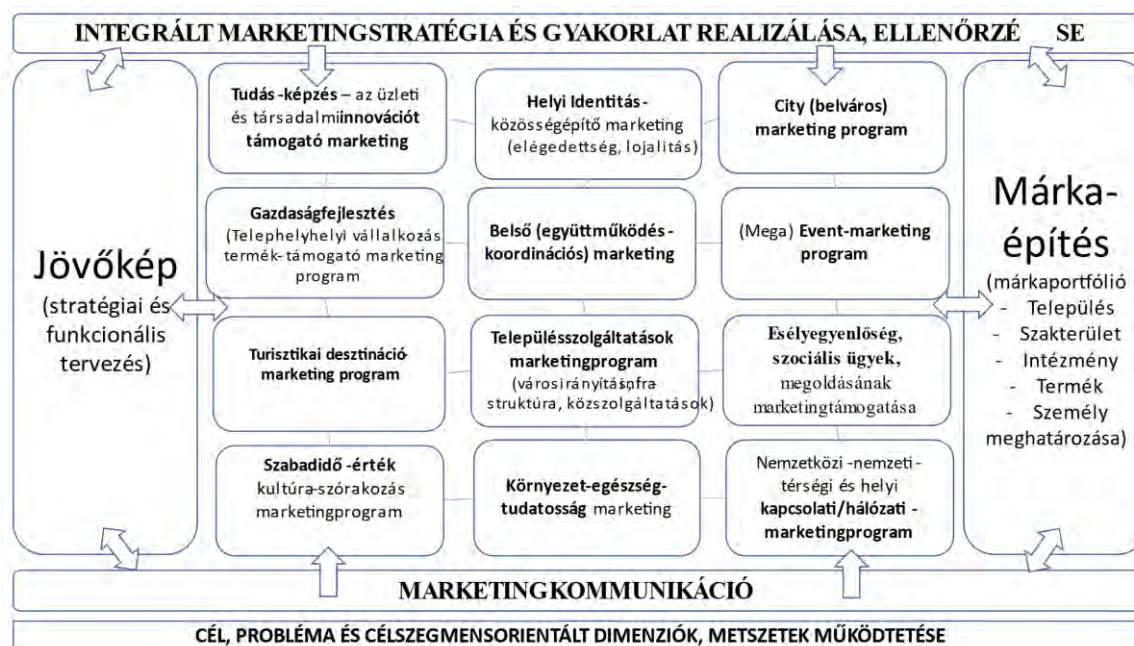 INTEGRÁLT MARKETINGSTRATÉGIA ÉS GYAKORLAT REALIZÁLÁSA, ELLENŐRZÉ SE
Jövőkép
(stratégiai és
funkcionális
tervezés)
Tudás -képzés – az üzleti
és társadalmiinnovációt
támogató marketing
Helyi Identitás-
közösségépítő marketing
(elégedettség, lojalitás)
City (belváros)
marketing program
Gazdaságfejlesztés
(Telephelyhelyi vállalkozás
termék-támogató marketing
program)
Belső (együttműködés -
koordinációs) marketing
(Mega) Event-marketing
program
Turisztikai desztináció
marketing program
Településszolgáltatások
marketingprogram
(városirányításpfra
struktúra, közszolgáltatások)
Esélyegyenlőség,
szociális ügyek,
megoldásának
marketingtámogatása
Szabadidő -érték
kultúra-szórakozás
marketingprogram
Környezet-egészség-
tudatosság marketing
Nemzetközi -nemzeti -
térségi és helyi
kapcsolati/hálózati -
marketingprogram
Márka-
építés
(márkaportfólió
- Település
- Szakterület
- Intézmény
- Termék
- Személy
meghatározása)
MARKETINGKOMMUNIKÁCIÓ
CÉL, PROBLÉMA ÉS CÉLSZEGMENSORIENTÁLT DIMENZIÓK, METSZETEK MŰKÖDTETÉSE